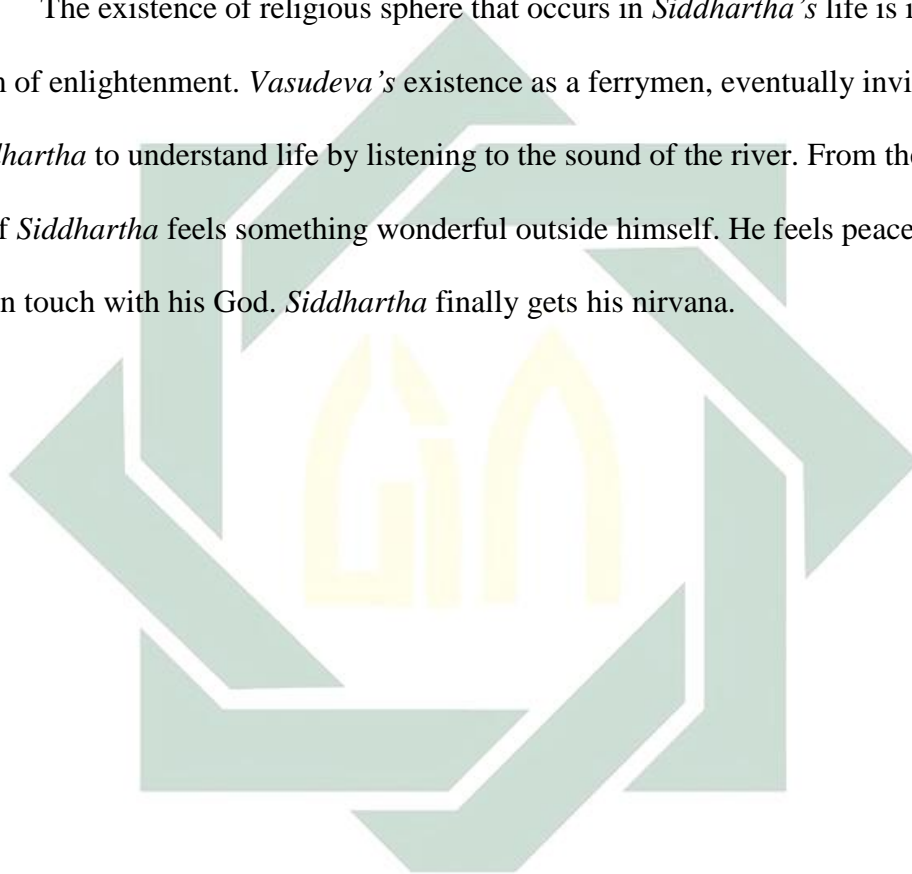 The existence of religious sphere that occurs in Siddhartha’s life is i
n of enlightenment. Vasudeva’s existence as a ferrymen, eventually invi
hartha to understand life by listening to the sound of the river. From the
f Siddhartha feels something wonderful outside himself. He feels peace
n touch with his God. Siddhartha finally gets his nirvana.